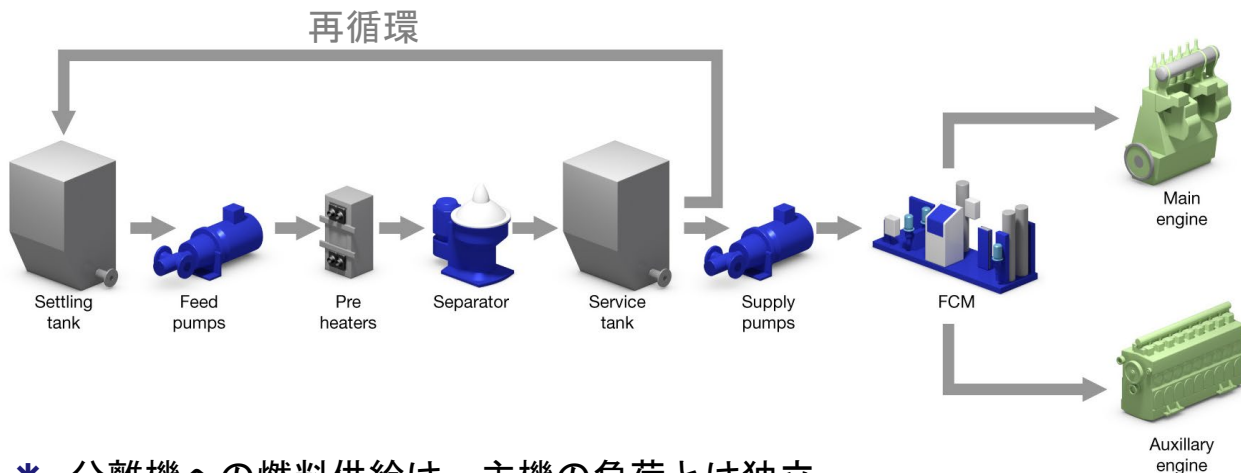 再循環
Settling
tank
Feed
pumps
Pre
heaters
Separator
Service
tank
Supply
pumps
FCM
Main
engine
Auxillary
engine
* 分離機への燃料供給は、主機の負荷とは独立